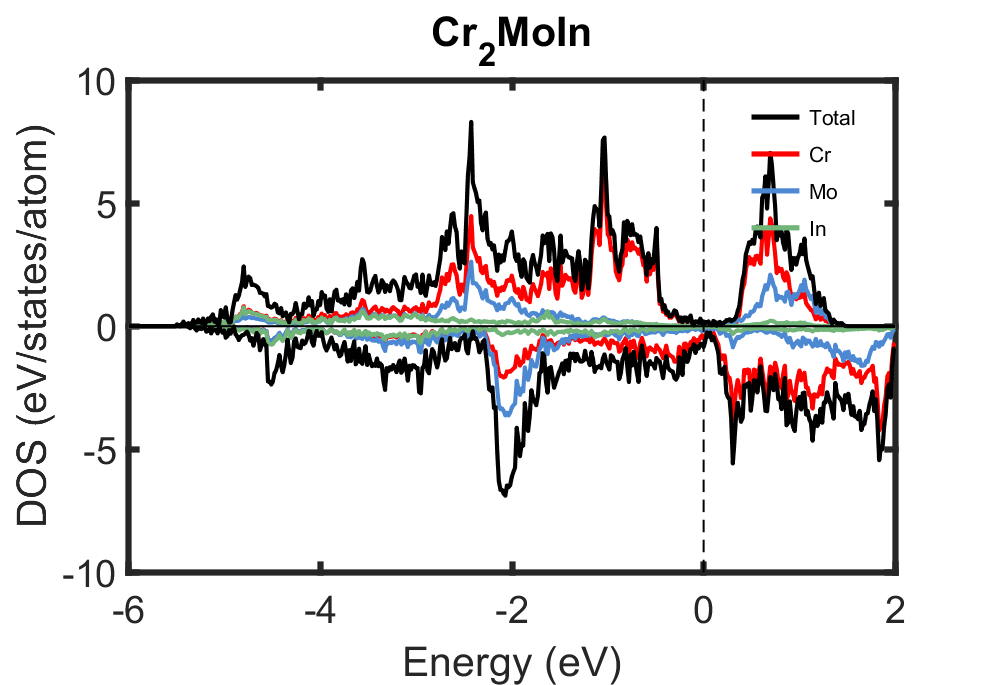 Cr2MoIn
DOS (eV/states/atom)
10
5
0
0
-5
-10
Total
Cr
Mo
In
-6 -4 -2 0 2
Energy (eV)